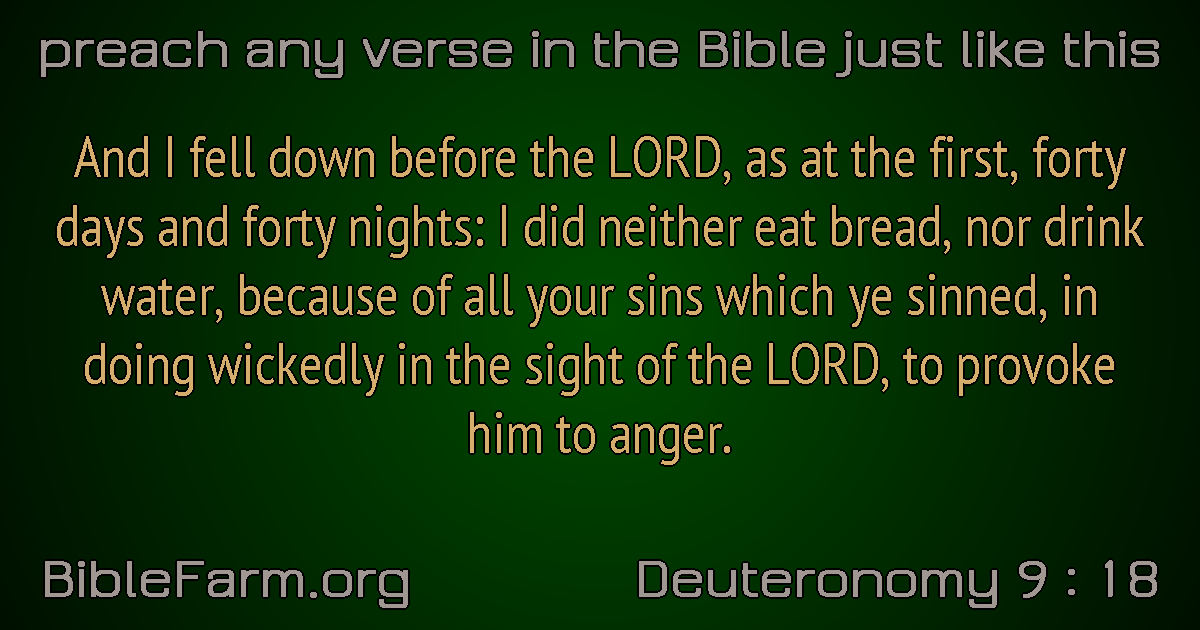 preach any verse in the Bible just like this
And I fell down before the LORD, as at the first, forty
days and forty nights: I did neither eat bread, nor drink
water, because of all your sins which ye sinned, in
doing wickedly in the sight of the LORD, to provoke
him to anger.
BibleFarm.org
Deuteronomy 9 : 18